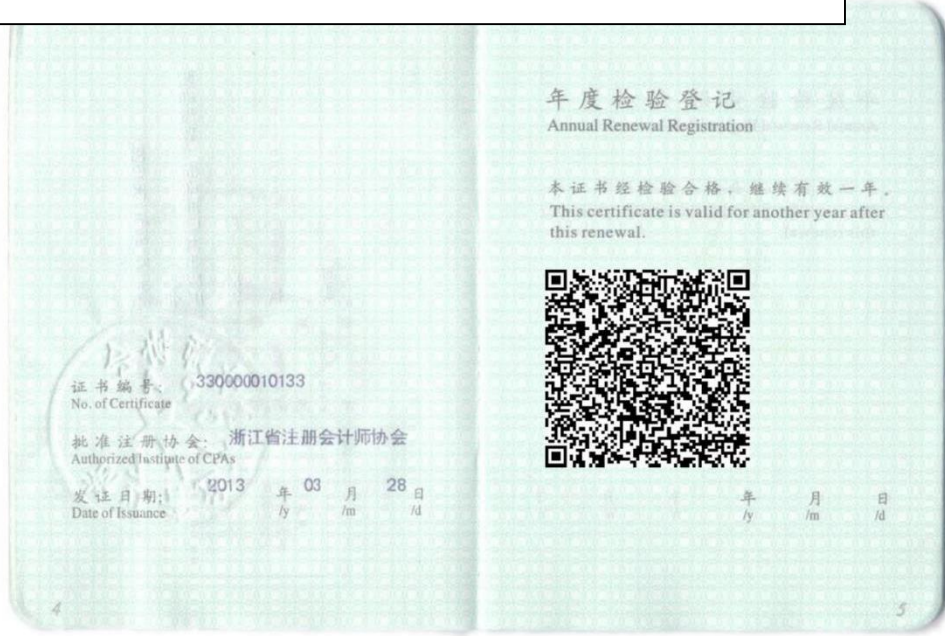 证书编号: 330000010133
No. of Certificate
批准注册协会: 浙江省注册会计师协会
Authorized Institute of CPAs
发证日期: 2013 年 03 月 28 日
Date of Issuance /y /m /d
4
年度检验登记
Annual Renewal Registration
本证书经检验合格，继续有效一年。
This certificate is valid for another year after
this renewal.
年 月 日
/y /m /d
5